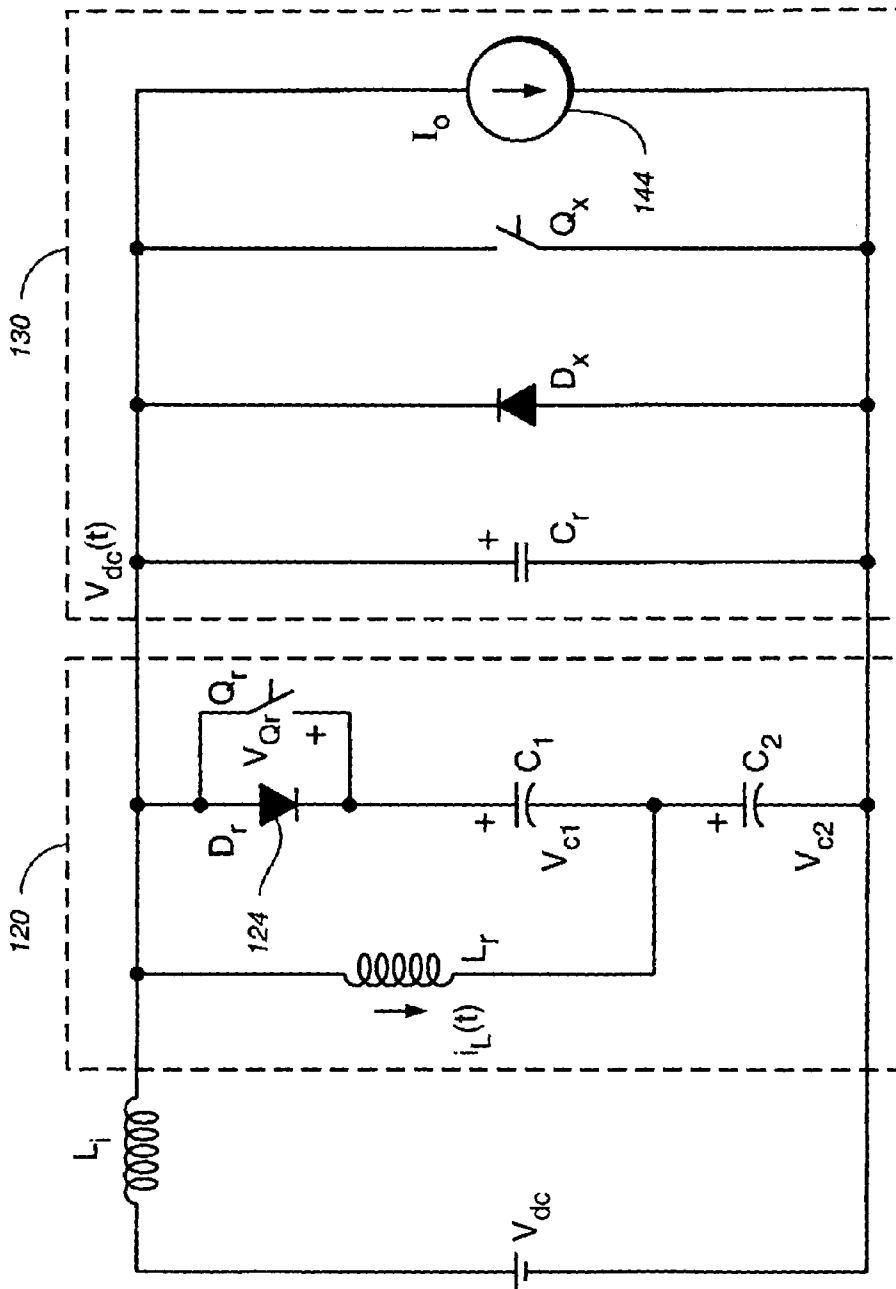 120
130
L_i
V_dc(t)
D_r
Q_r
V_Qr
+
124
+
C_1
V_c1
L_r
i_L(t)
+
C_2
V_c2
+
C_r
D_x
Q_x
I_o
144
V_dc